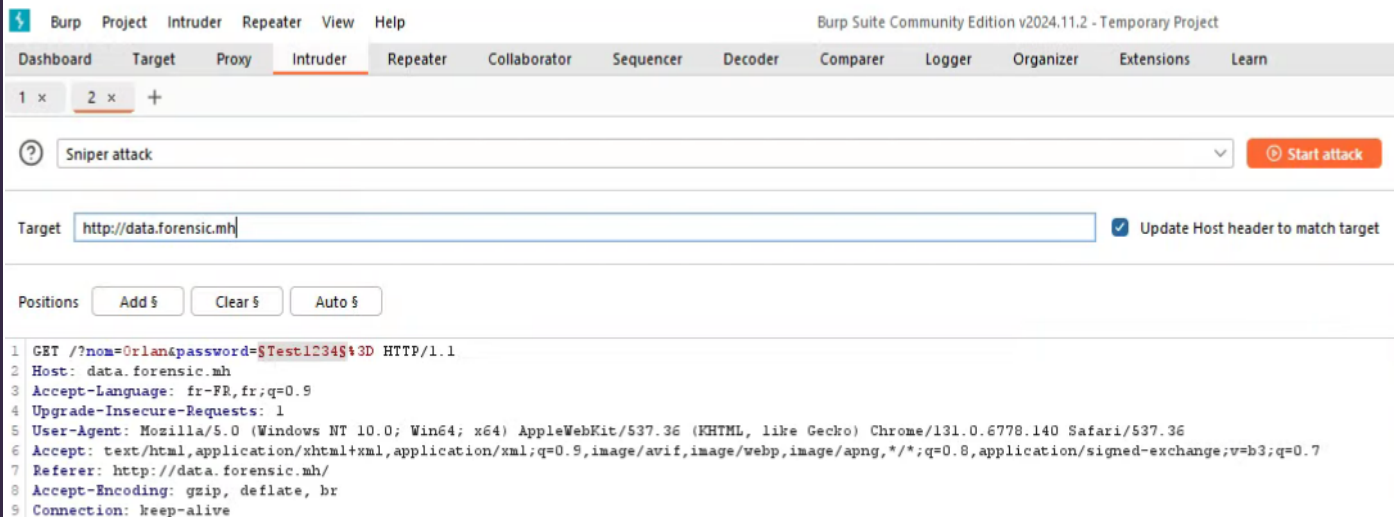 Burp Project Intruder Repeater View Help Burp Suite Community Edition v2024.11.2 - Temporary Project
Dashboard Target Proxy Intruder Repeater Collaborator Sequencer Decoder Comparer Logger Organizer Extensions Learn
1 × 2 × +
? Sniper attack Start attack
Target http://data.forensic.mh Update Host header to match target
Positions Add § Clear § Auto §
1 GET /?nom=Orlan&password=§Test1234§%3D HTTP/1.1
2 Host: data.forensic.mh
3 Accept-Language: fr-FR,fr;q=0.9
4 Upgrade-Insecure-Requests: 1
5 User-Agent: Mozilla/5.0 (Windows NT 10.0; Win64; x64) AppleWebKit/537.36 (KHTML, like Gecko) Chrome/131.0.6778.140 Safari/537.36
6 Accept: text/html,application/xhtml+xml,application/xml;q=0.9,image/avif,image/webp,image/apng,*/*;q=0.8,application/signed-exchange;v=b3;q=0.7
7 Referer: http://data.forensic.mh/
8 Accept-Encoding: gzip, deflate, br
9 Connection: keep-alive